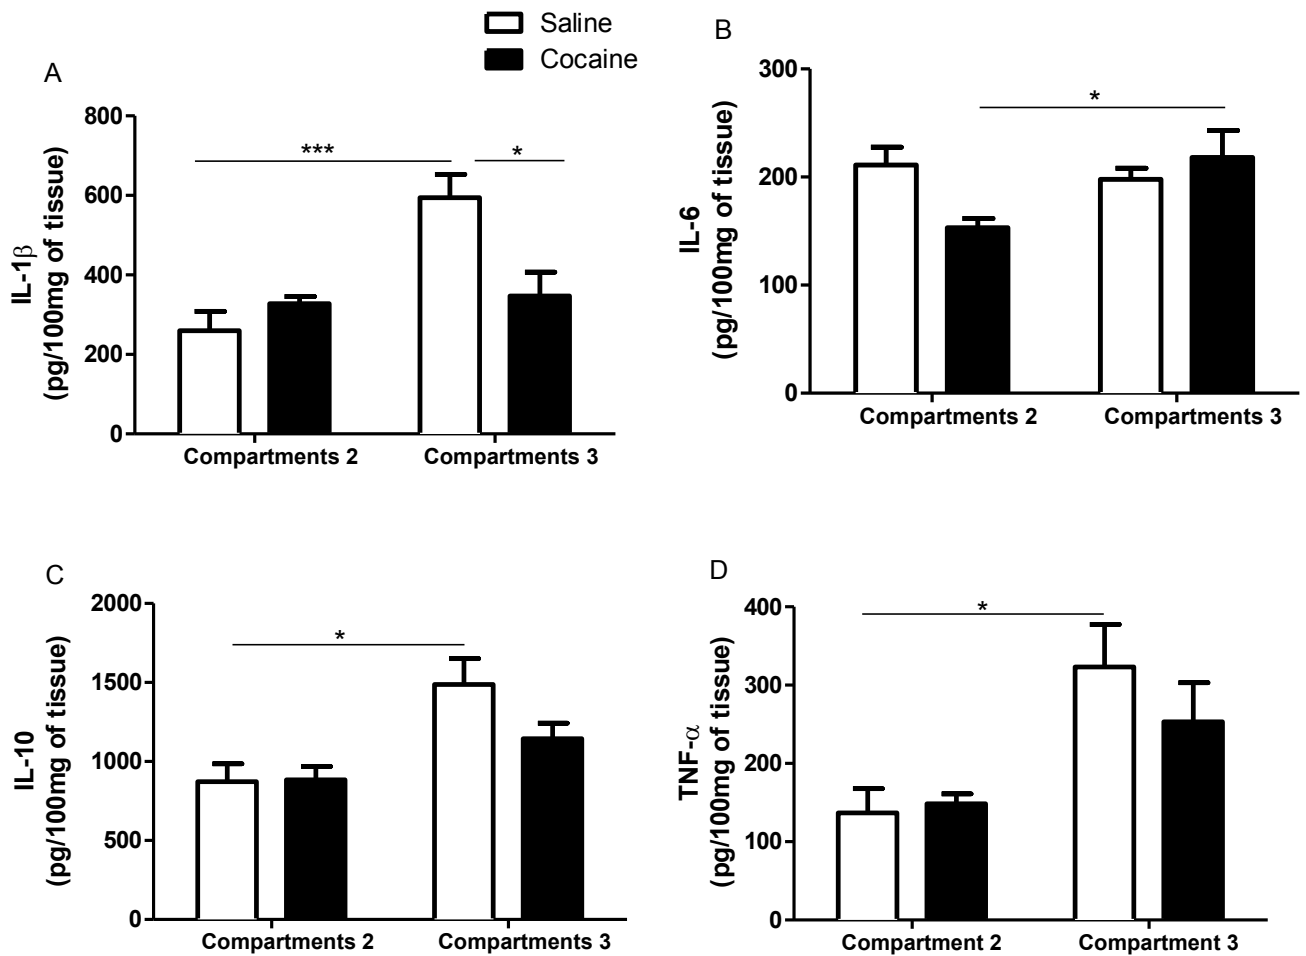 Saline
Cocaine
A
IL-1β
(pg/100mg of tissue)
800
600
400
200
0
***
*
Compartments 2
Compartments 3
B
IL-6
(pg/100mg of tissue)
300
200
100
0
*
Compartments 2
Compartments 3
C
IL-10
(pg/100mg of tissue)
2000
1500
1000
500
0
*
Compartments 2
Compartments 3
D
TNF-α
(pg/100mg of tissue)
400
300
200
100
0
*
Compartment 2
Compartment 3